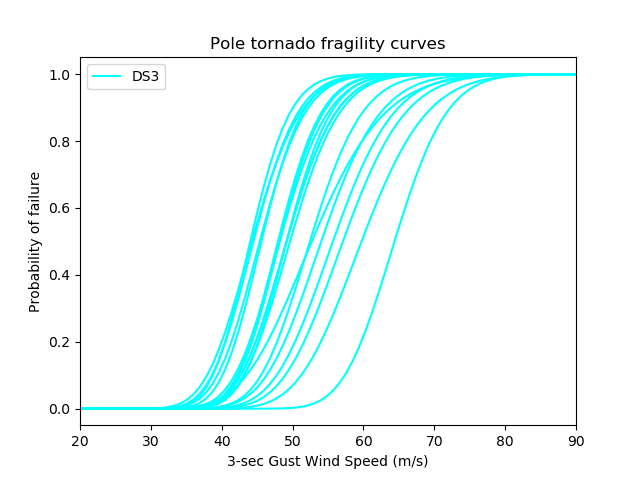 Pole tornado fragility curves
DS3
Probability of failure
1.0
0.8
0.6
0.4
0.2
0.0
20 30 40 50 60 70 80 90
3-sec Gust Wind Speed (m/s)